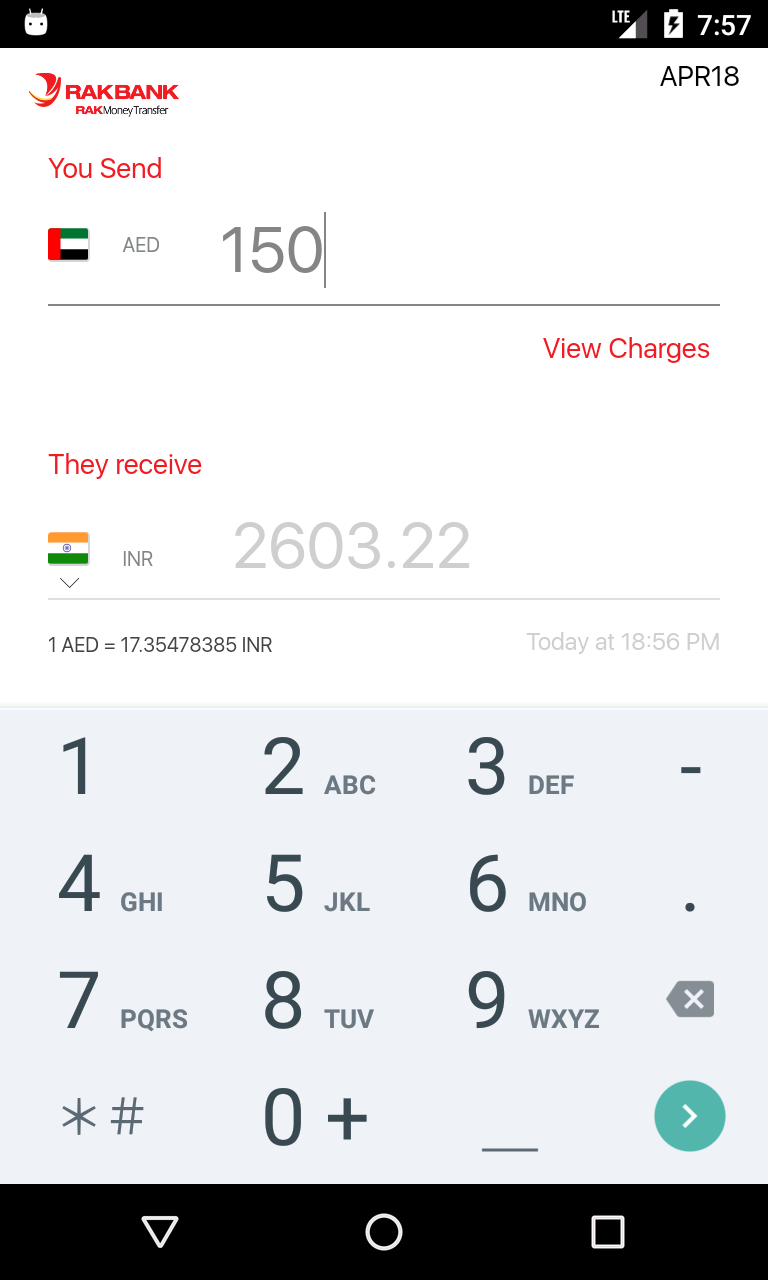 LTE 7:57
RAKBANK
RAKMoneyTransfer
APR18
You Send
AED 150
View Charges
They receive
INR 2603.22
1 AED = 17.35478385 INR
Today at 18:56 PM
1 2 ABC 3 DEF -
4 GHI 5 JKL 6 MNO .
7 PQRS 8 TUV 9 WXYZ
* # 0 + _